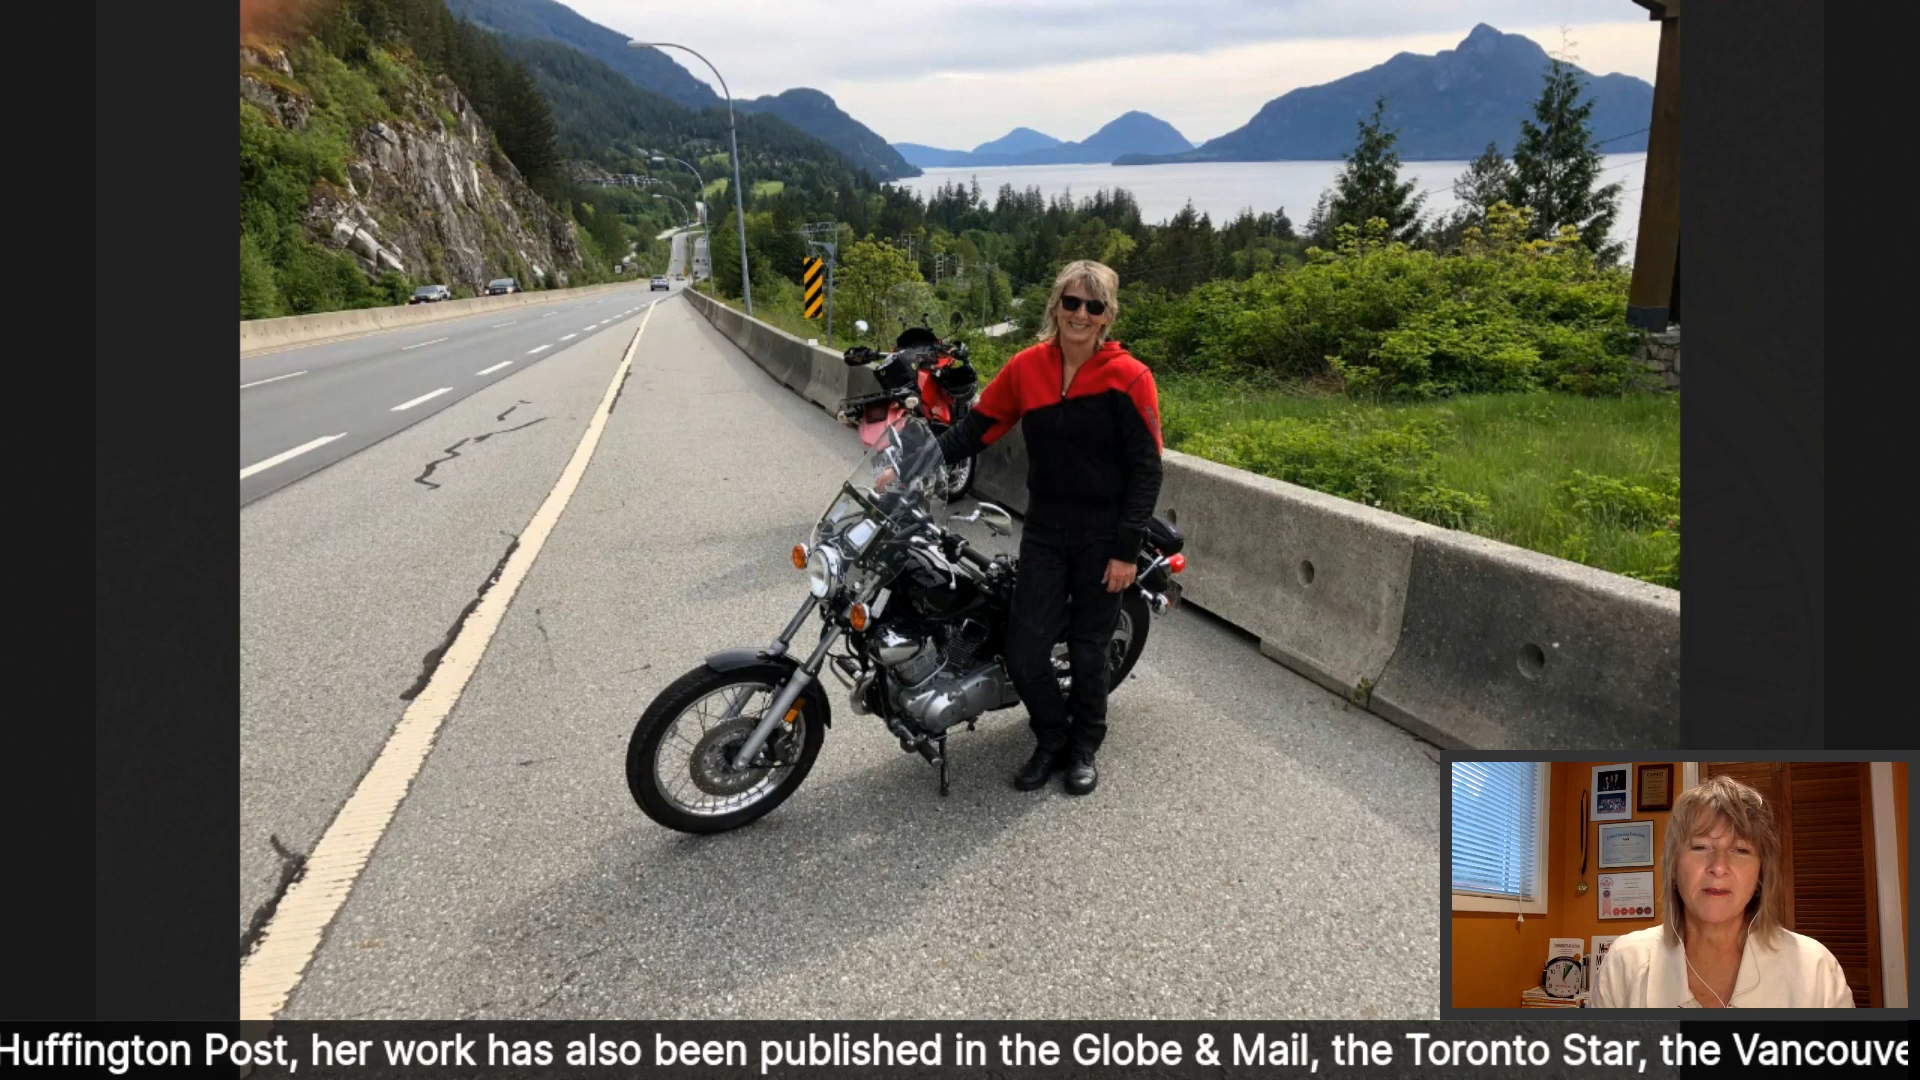 Huffington Post, her work has also been published in the Globe & Mail, the Toronto Star, the Vancouve